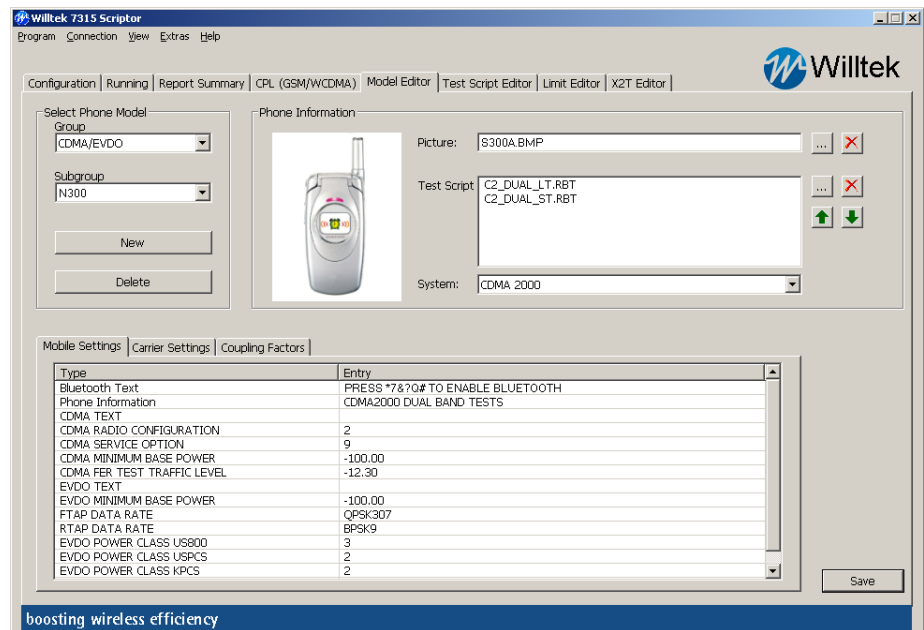 Willtek 7315 Scriptor
Program Connection View Extras Help
Willtek
Configuration Running Report Summary CPL (GSM/WCDMA) Model Editor Test Script Editor Limit Editor X2T Editor
Select Phone Model
Group
CDMA/EVDO
Subgroup
N300
New
Delete
Phone Information
Picture: S300A.BMP ...
Test Script C2_DUAL_LT.RBT ...
C2_DUAL_ST.RBT
System: CDMA 2000
Mobile Settings Carrier Settings Coupling Factors
Type Entry
Bluetooth Text PRESS *7&?Q# TO ENABLE BLUETOOTH
Phone Information CDMA2000 DUAL BAND TESTS
CDMA TEXT
CDMA RADIO CONFIGURATION 2
CDMA SERVICE OPTION 9
CDMA MINIMUM BASE POWER -100.00
CDMA FER TEST TRAFFIC LEVEL -12.30
EVDO TEXT
EVDO MINIMUM BASE POWER -100.00
FTAP DATA RATE QPSK307
RTAP DATA RATE BPSK9
EVDO POWER CLASS US800 3
EVDO POWER CLASS USPCS 2
EVDO POWER CLASS KPCS 2
Save
boosting wireless efficiency